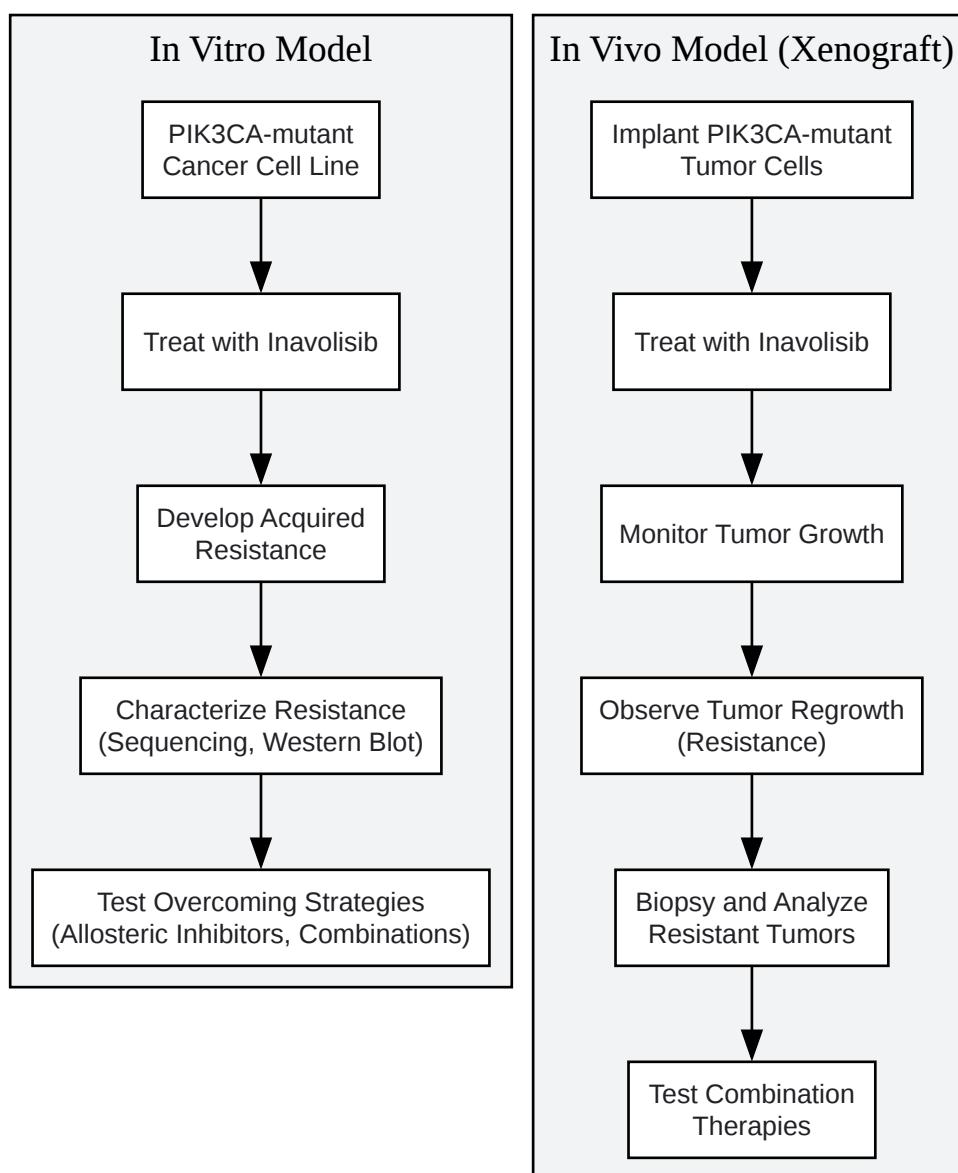 In Vitro Model
PIK3CA-mutant
Cancer Cell Line
Treat with Inavolisib
Develop Acquired
Resistance
Characterize Resistance
(Sequencing, Western Blot)
Test Overcoming Strategies
(Allosteric Inhibitors, Combinations)
In Vivo Model (Xenograft)
Implant PIK3CA-mutant
Tumor Cells
Treat with Inavolisib
Monitor Tumor Growth
Observe Tumor Regrowth
(Resistance)
Biopsy and Analyze
Resistant Tumors
Test Combination
Therapies